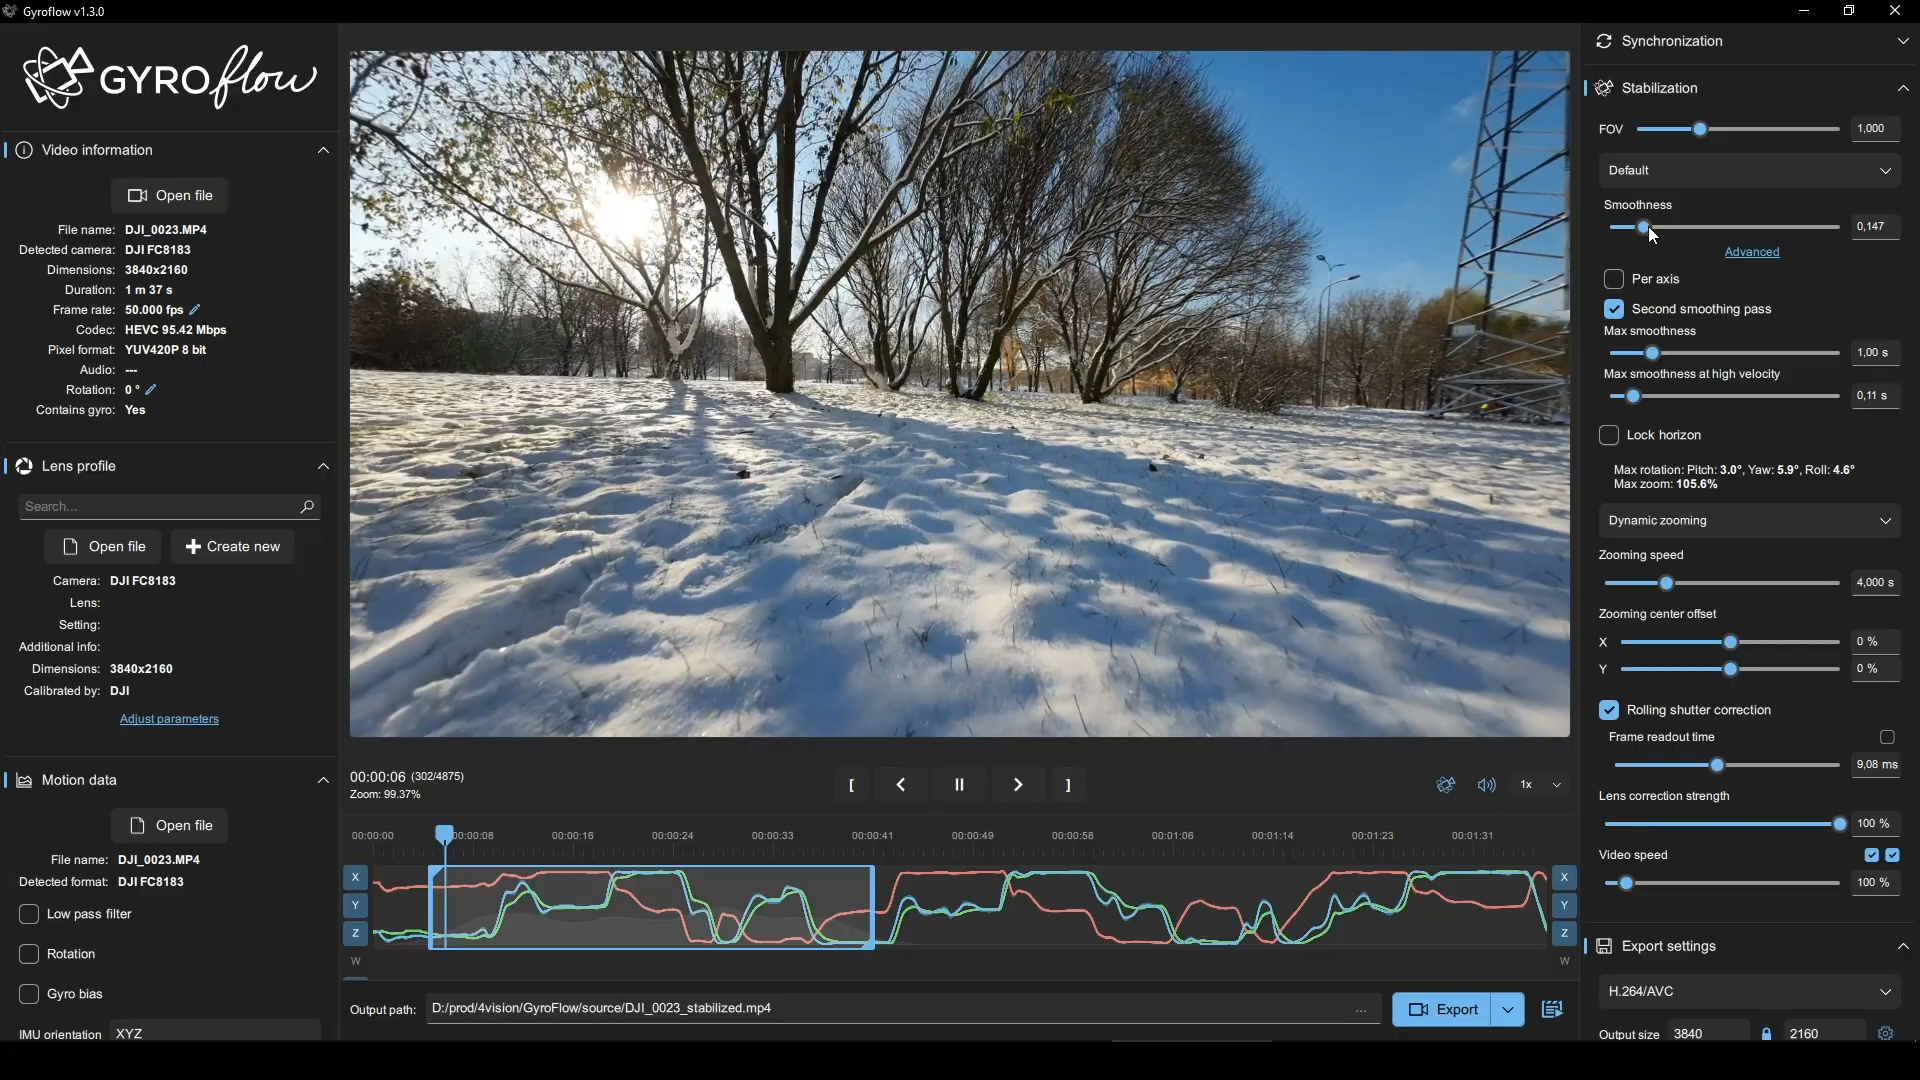 Gyroflow v1.3.0
GYROflow
Video information
Open file
File name: DJI_0023.MP4
Detected camera: DJI FC8183
Dimensions: 3840x2160
Duration: 1 m 37 s
Frame rate: 50.000 fps
Codec: HEVC 95.42 Mbps
Pixel format: YUV420P 8 bit
Audio: ---
Rotation: 0 °
Contains gyro: Yes
Lens profile
Search...
Open file
Create new
Camera: DJI FC8183
Lens:
Setting:
Additional info:
Dimensions: 3840x2160
Calibrated by: DJI
Adjust parameters
Motion data
Open file
File name: DJI_0023.MP4
Detected format: DJI FC8183
Low pass filter
Rotation
Gyro bias
IMU orientation XYZ
00:00:06 (302/4875)
Zoom: 99.37%
[
]
1x
00:00:00 00:00:08 00:00:16 00:00:24 00:00:33 00:00:41 00:00:49 00:00:58 00:01:06 00:01:14 00:01:23 00:01:31
X X
Y Y
Z Z
W W
Output path: D:/prod/4vision/GyroFlow/source/DJI_0023_stabilized.mp4 ...
Export
Synchronization
Stabilization
FOV 1,000
Default
Smoothness
0,147
Advanced
Per axis
Second smoothing pass
Max smoothness
1,00 s
Max smoothness at high velocity
0,11 s
Lock horizon
Max rotation: Pitch: 3.0°, Yaw: 5.9°, Roll: 4.6°
Max zoom: 105.6%
Dynamic zooming
Zooming speed
4,000 s
Zooming center offset
X 0 %
Y 0 %
Rolling shutter correction
Frame readout time
9,08 ms
Lens correction strength
100 %
Video speed
100 %
Export settings
H.264/AVC
Output size 3840 2160